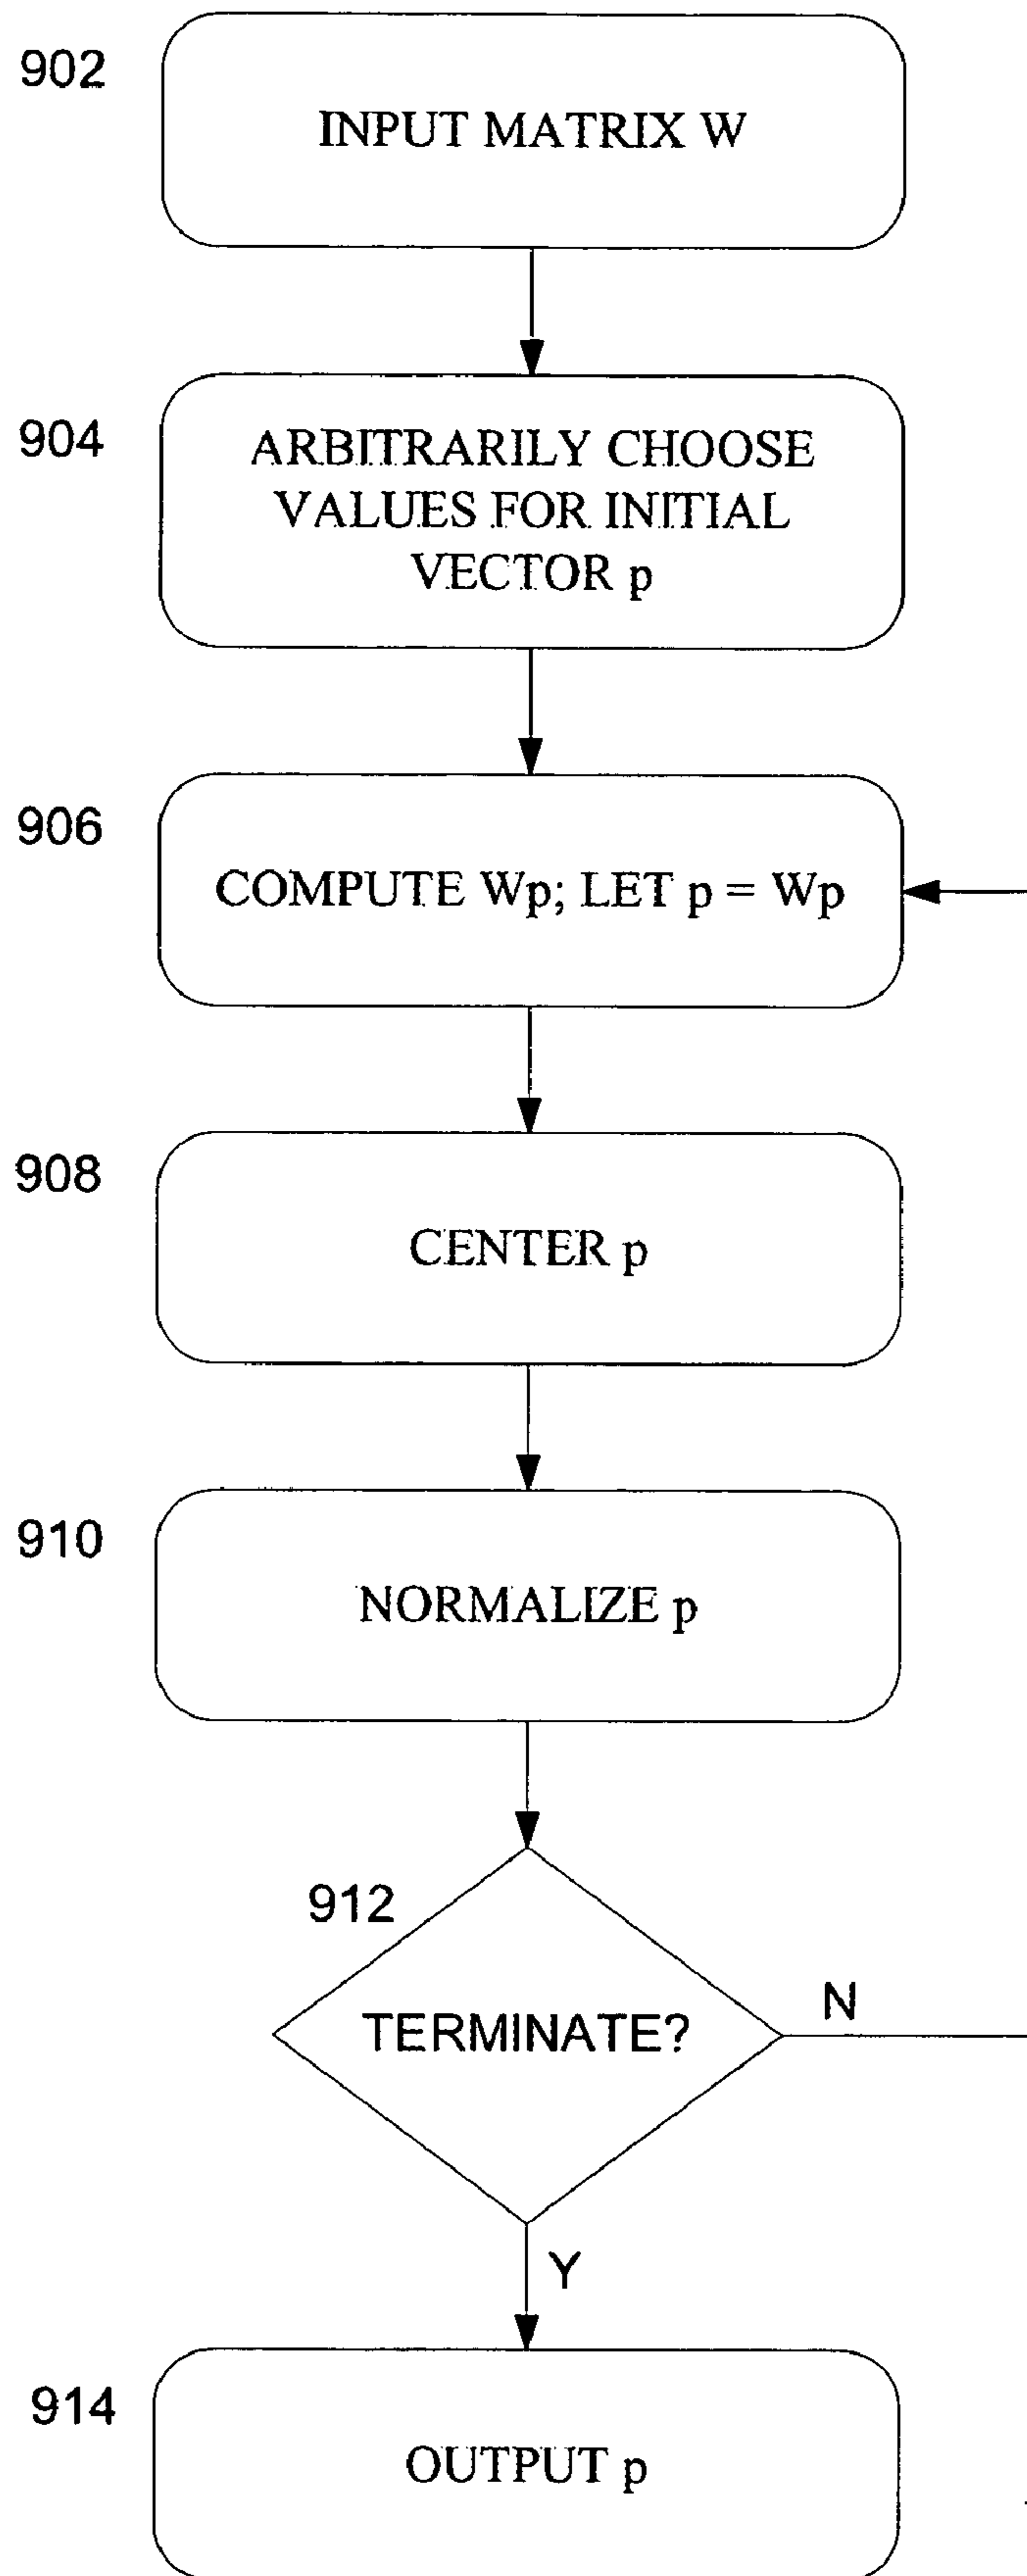 902
INPUT MATRIX W
904
ARBITRARILY CHOOSE
VALUES FOR INITIAL
VECTOR p
906
COMPUTE Wp; LET p = Wp
908
CENTER p
910
NORMALIZE p
912
TERMINATE?
N
Y
914
OUTPUT p